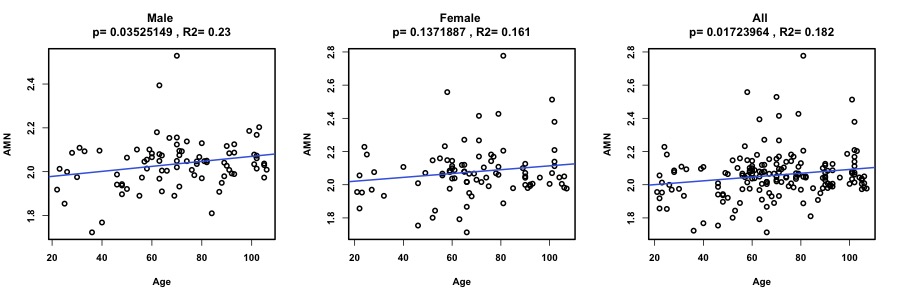 Male
p= 0.03525149 , R2= 0.23
AMN
2.4
2.2
2.0
1.8
20 40 60 80 100
Age
Female
p= 0.1371887 , R2= 0.161
AMN
2.8
2.6
2.4
2.2
2.0
1.8
20 40 60 80 100
Age
All
p= 0.01723964 , R2= 0.182
AMN
2.8
2.6
2.4
2.2
2.0
1.8
20 40 60 80 100
Age